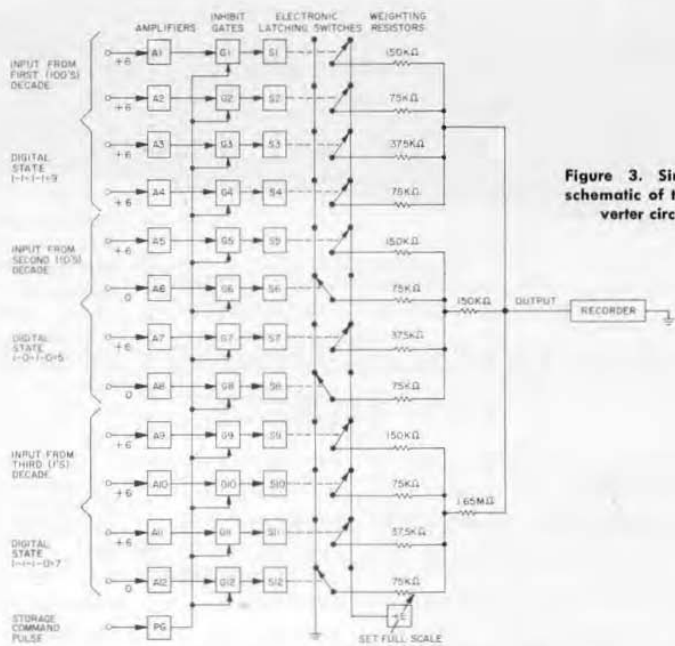 AMPLIFIERS
INHIBIT GATES
ELECTRONIC LATCHING SWITCHES
WEIGHTING RESISTORS
INPUT FROM
FIRST (100'S)
DECADE
DIGITAL
STATE
1-1-1-1=9
+6 A1 G1 S1 150KΩ
+6 A2 G2 S2 75KΩ
+6 A3 G3 S3 37.5KΩ
+6 A4 G4 S4 75KΩ
INPUT FROM
SECOND (10'S)
DECADE
DIGITAL
STATE
1-0-1-0=5
+6 A5 G5 S5 150KΩ
0 A6 G6 S6 75KΩ
+6 A7 G7 S7 37.5KΩ
0 A8 G8 S8 75KΩ
150KΩ OUTPUT RECORDER
INPUT FROM
THIRD (1'S)
DECADE
DIGITAL
STATE
1-1-1-0=7
+6 A9 G9 S9 150KΩ
+6 A10 G10 S10 75KΩ
+6 A11 G11 S11 37.5KΩ
0 A12 G12 S12 75KΩ
1.65MΩ
STORAGE
COMMAND
PULSE
PG
SET FULL SCALE
Figure 3.
schematic of
verter